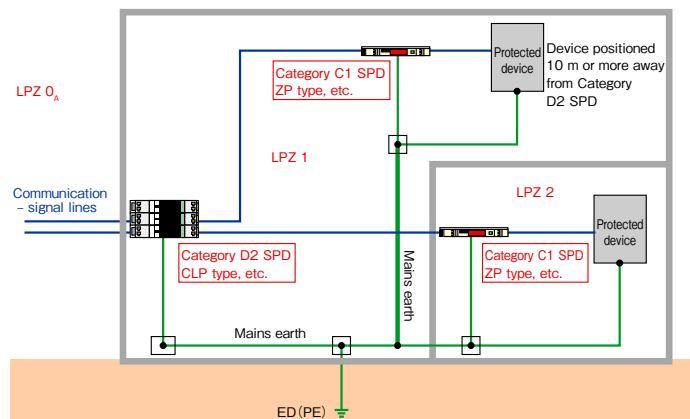 LPZ 0A
Communication
– signal lines
Category C1 SPD
ZP type, etc.
Protected
device
Device positioned
10 m or more away
from Category
D2 SPD
LPZ 1
LPZ 2
Category D2 SPD
CLP type, etc.
Mains earth
Category C1 SPD
ZP type, etc.
Protected
device
Mains earth
ED(PE)